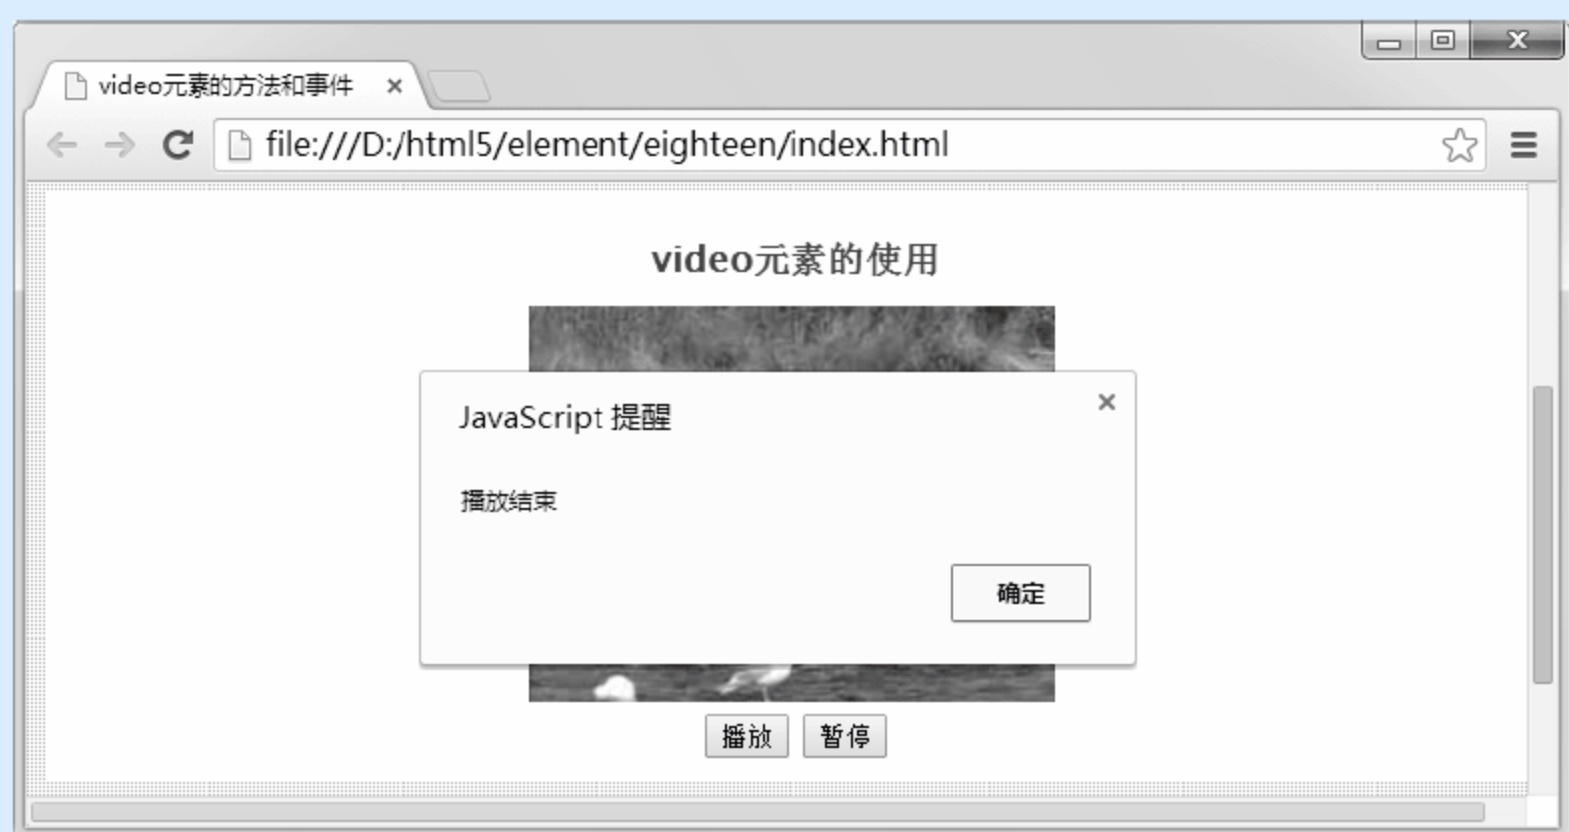 video元素的方法和事件
file:///D:/html5/element/eighteen/index.html
video元素的使用
JavaScript 提醒
播放结束
确定
播放 暂停